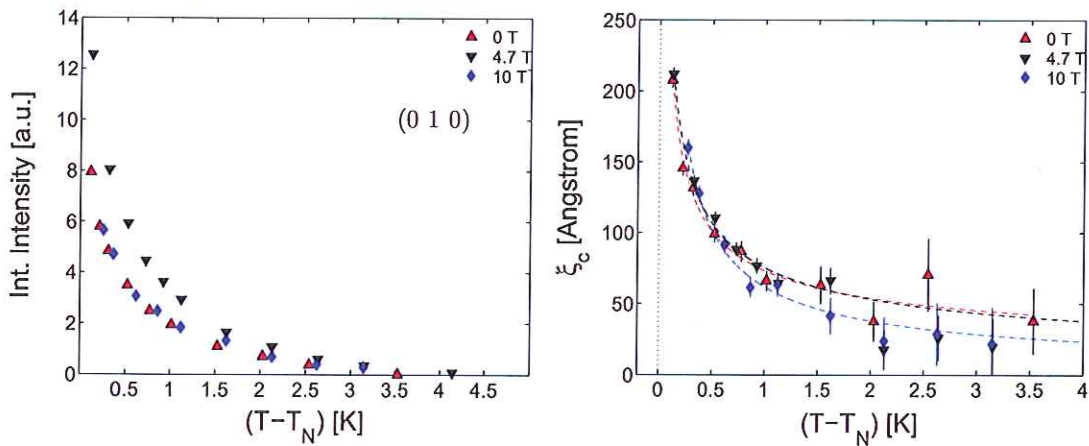 14
12
10
8
6
4
2
0
0.5 1 1.5 2 2.5 3 3.5 4 4.5
Int. Intensity [a.u.]
(T−T_N) [K]
0 T
4.7 T
10 T
(0 1 0)
250
200
150
100
50
0
0 0.5 1 1.5 2 2.5 3 3.5 4
ξ_c [Angstrom]
(T−T_N) [K]
0 T
4.7 T
10 T